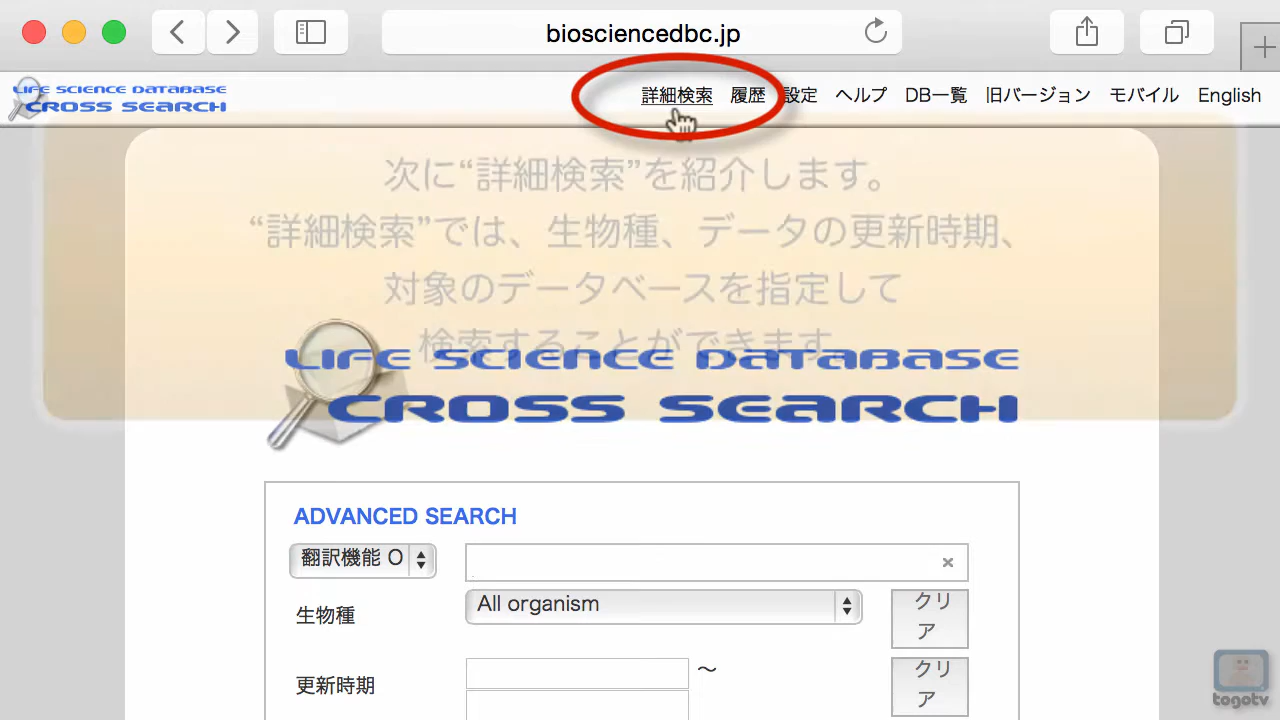 biosciencedbc.jp
LIFE SCIENCE DATABASE
CROSS SEARCH
詳細検索 履歴 設定 ヘルプ DB一覧 旧バージョン モバイル English
次に“詳細検索”を紹介します。
“詳細検索”では、生物種、データの更新時期、
対象のデータベースを指定して
検索することができます。
LIFE SCIENCE DATABASE
CROSS SEARCH
ADVANCED SEARCH
翻訳機能 O
生物種 All organism クリ
ア
更新時期 ～ クリ
ア
togotv